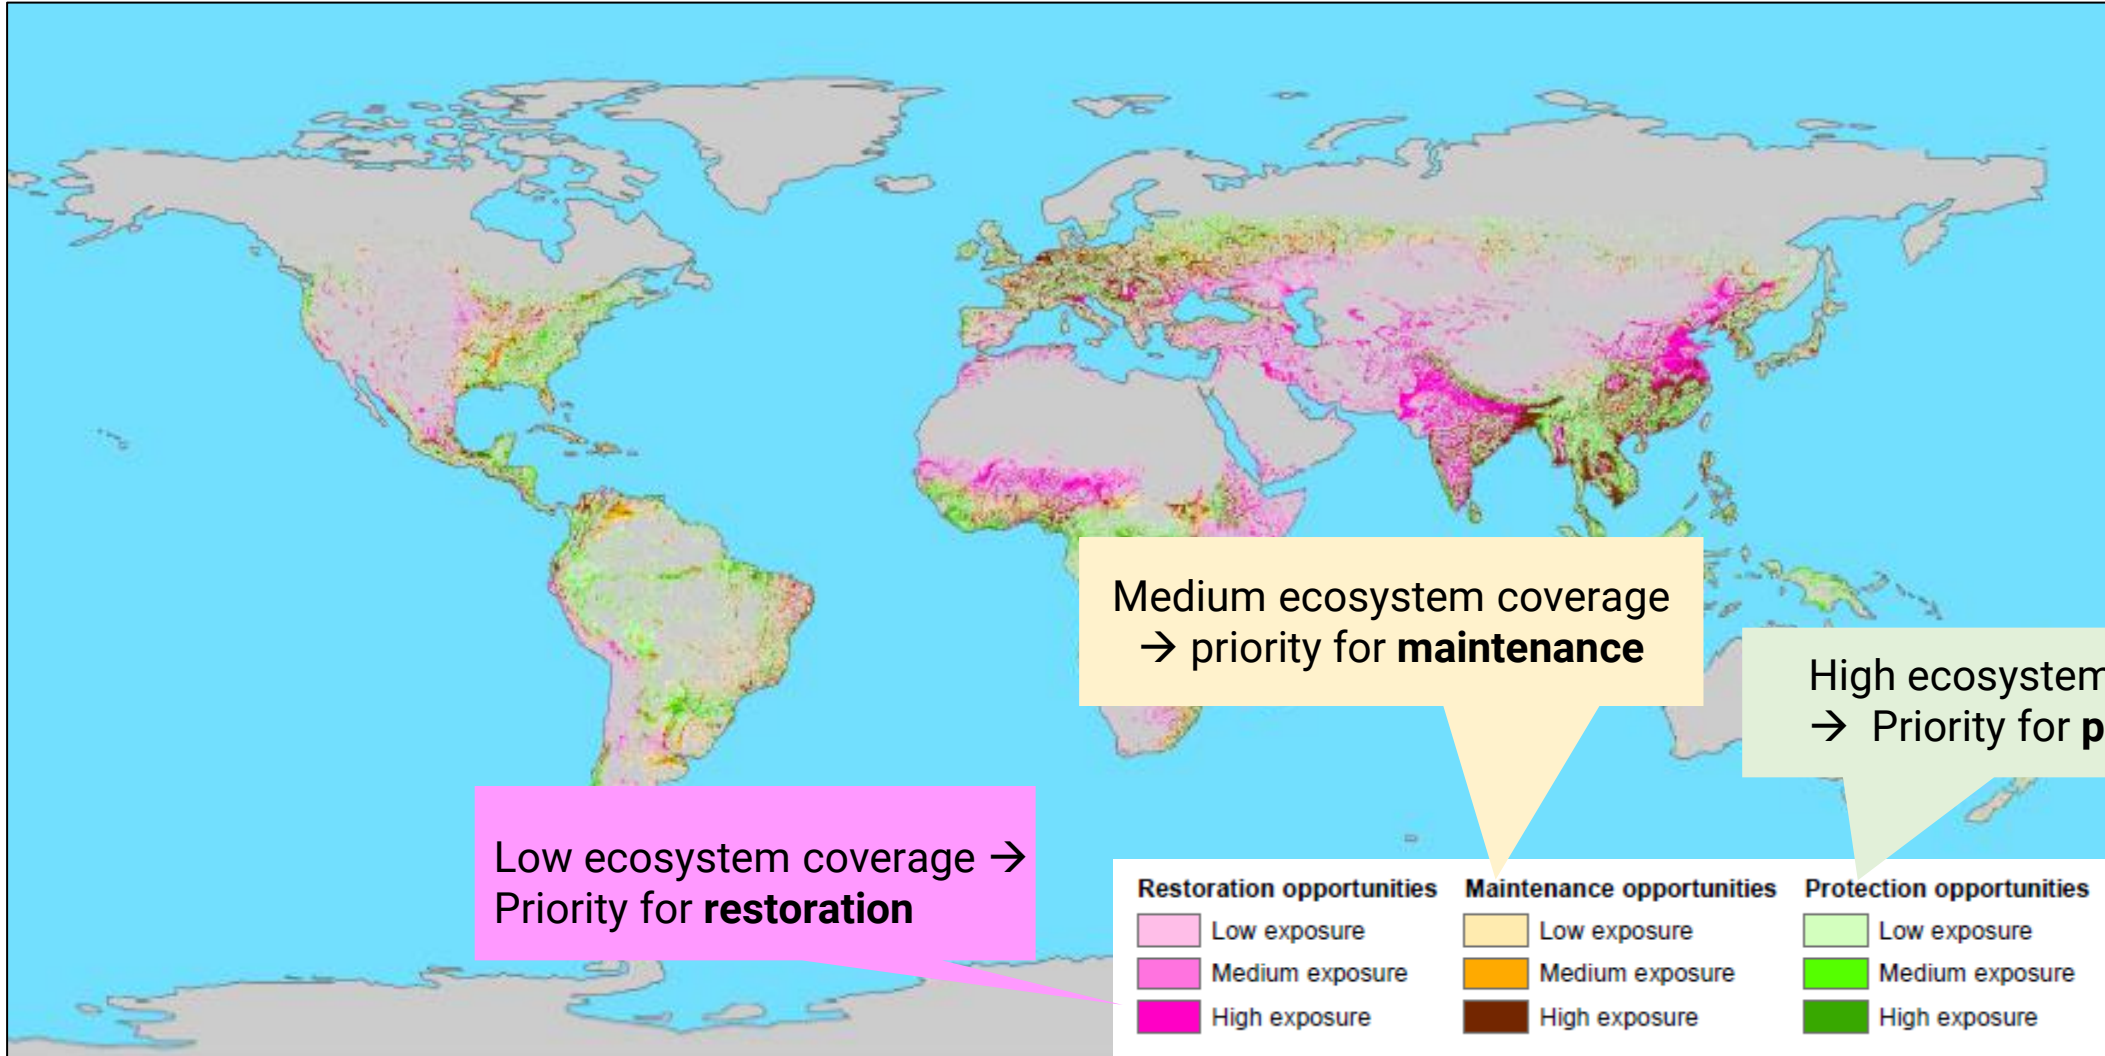 Medium ecosystem coverage
→ priority for maintenance
High ecosystem
→ Priority for p
Low ecosystem coverage →
Priority for restoration
Restoration opportunities
Low exposure
Medium exposure
High exposure
Maintenance opportunities
Low exposure
Medium exposure
High exposure
Protection opportunities
Low exposure
Medium exposure
High exposure